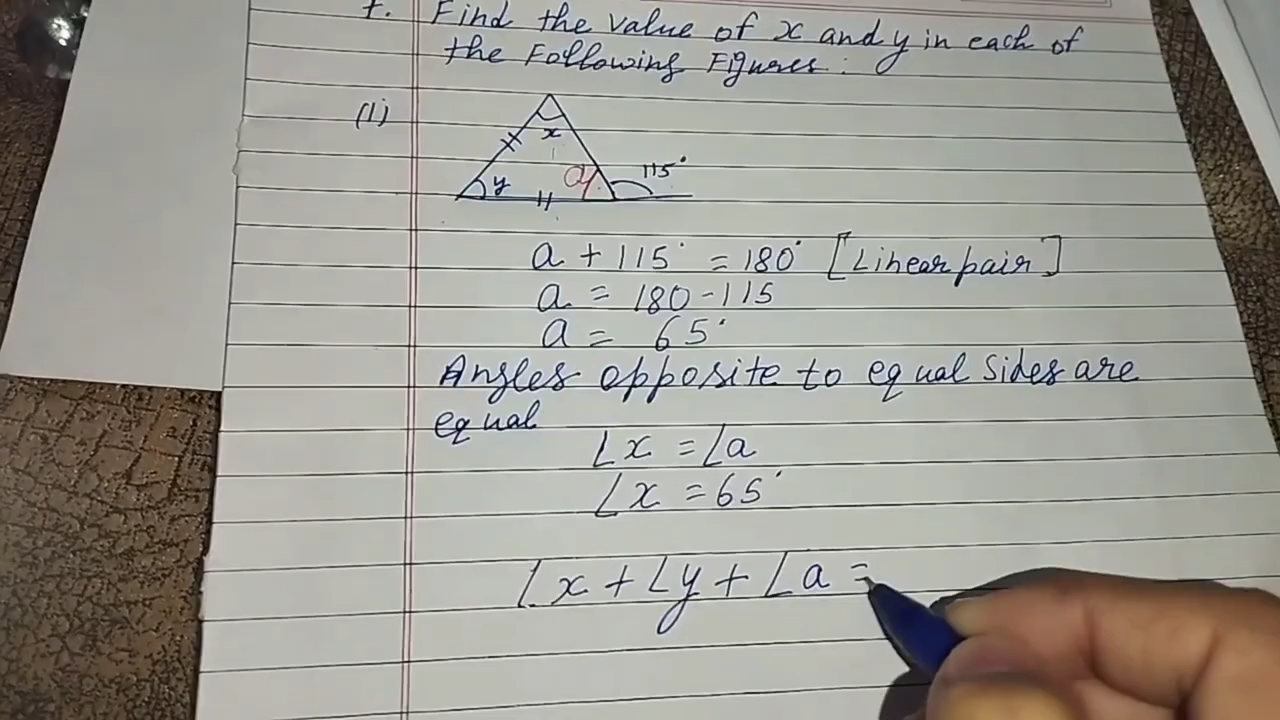 7. Find the value of x and y in each of
the Following Figures:
(1)
x
y
a
115°
a + 115° = 180° [Linear pair]
a = 180 - 115
a = 65°
Angles opposite to equal sides are
equal
∠x = ∠a
∠x = 65°
∠x + ∠y + ∠a =